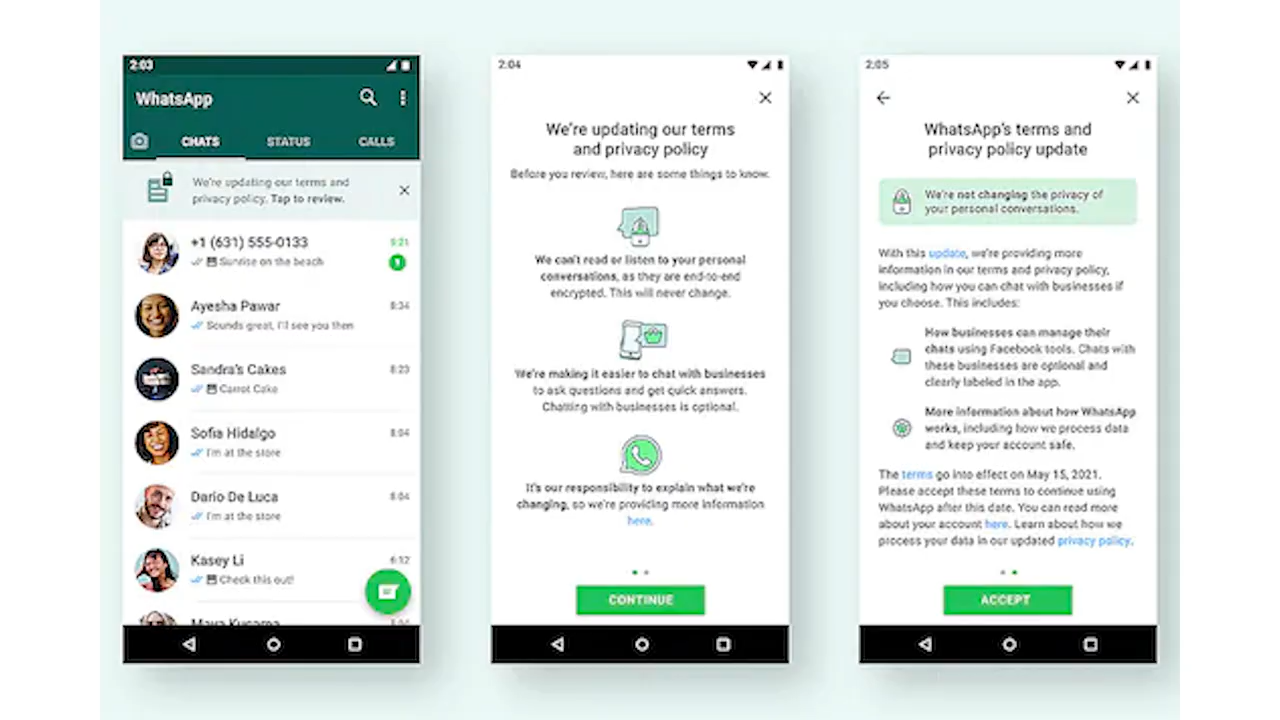 2:03
WhatsApp
CHATS STATUS CALLS
We're updating our terms and
privacy policy. Tap to review.
+1 (631) 555-0133 9:21
Sunrise on the beach
Ayesha Pawar 8:34
Sounds great, I'll see you then
Sandra's Cakes 8:23
Carrot Cake
Sofia Hidalgo 8:04
I'm at the store
Dario De Luca 8:04
I'm at the store
Kasey Li 6:12
Check this out!
Maya Kusama
2:04
We're updating our terms
and privacy policy
Before you review, here are some things to know.
We can't read or listen to your personal
conversations, as they are end-to-end
encrypted. This will never change.
We're making it easier to chat with businesses
to ask questions and get quick answers.
Chatting with businesses is optional.
It's our responsibility to explain what we're
changing, so we're providing more information
here.
CONTINUE
2:05
WhatsApp's terms and
privacy policy update
We're not changing the privacy of
your personal conversations.
With this update, we're providing more
information in our terms and privacy policy,
including how you can chat with businesses if
you choose. This includes:
How businesses can manage their
chats using Facebook tools. Chats with
these businesses are optional and
clearly labeled in the app.
More information about how WhatsApp
works, including how we process data
and keep your account safe.
The terms go into effect on May 15, 2021.
Please accept these terms to continue using
WhatsApp after this date. You can read more
about your account here. Learn about how we
process your data in our updated privacy policy.
ACCEPT